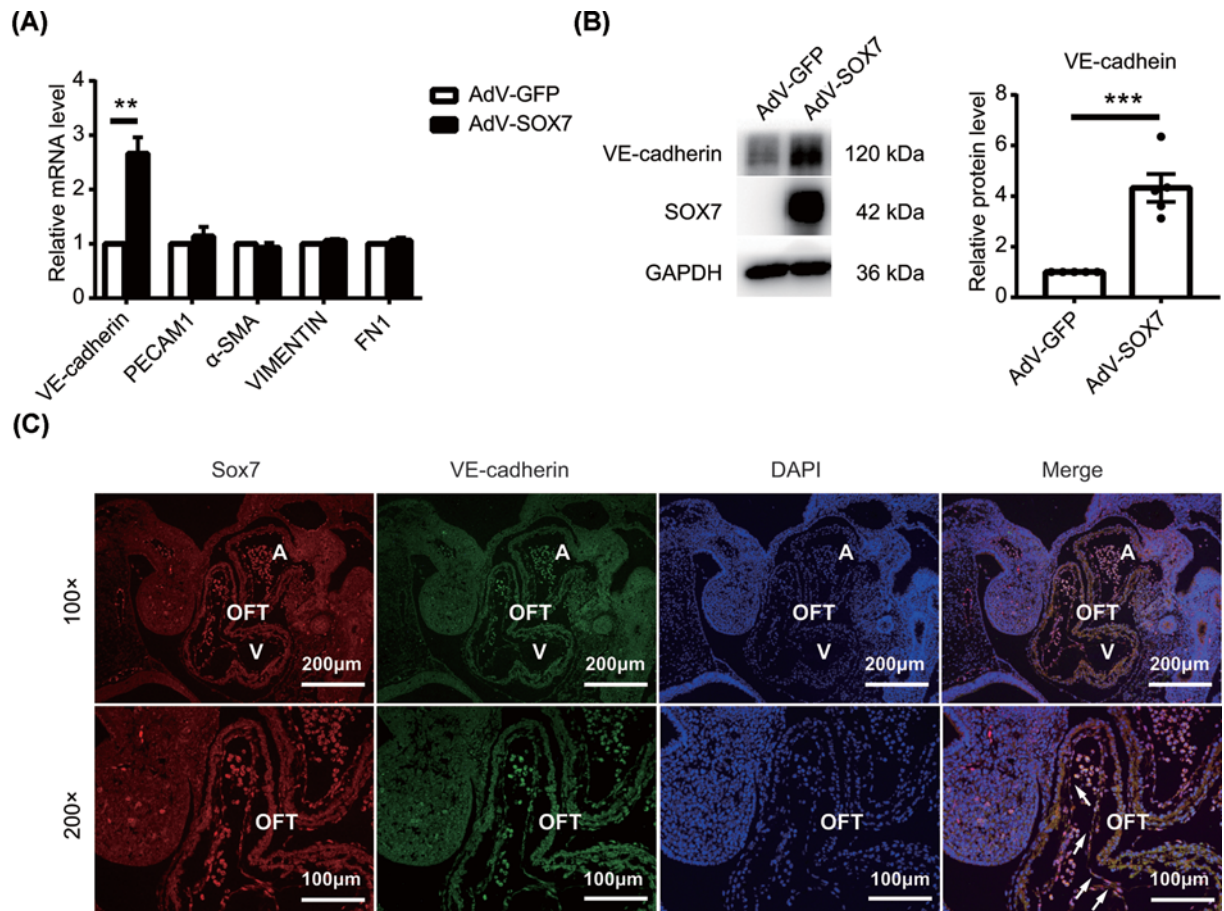 (A)
Relative mRNA level
4
3
2
1
0
**
AdV-GFP
AdV-SOX7
VE-cadherin
PECAM1
α-SMA
VIMENTIN
FN1
(B)
AdV-GFP
AdV-SOX7
VE-cadherin
120 kDa
SOX7
42 kDa
GAPDH
36 kDa
VE-cadhein
Relative protein level
8
6
4
2
0
***
AdV-GFP
AdV-SOX7
(C)
Sox7
VE-cadherin
DAPI
Merge
100×
A
OFT
V
200μm
A
OFT
V
200μm
A
OFT
V
200μm
A
OFT
V
200μm
200×
OFT
100μm
OFT
100μm
OFT
100μm
OFT
100μm